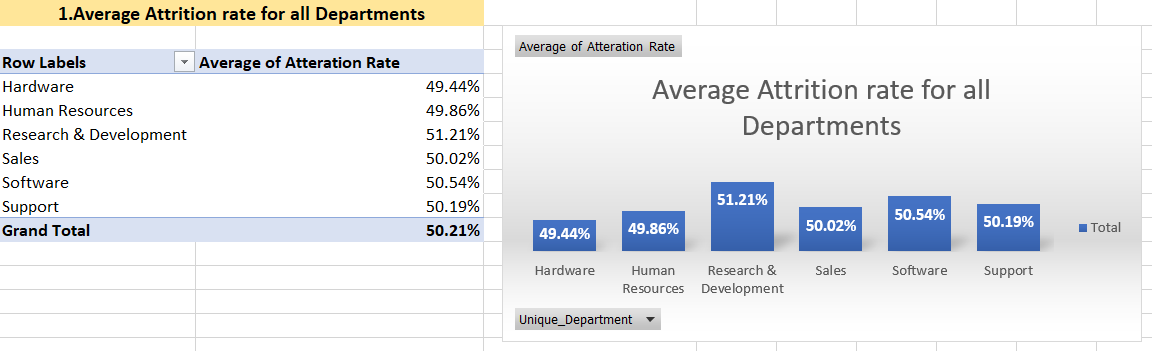 1.Average Attrition rate for all Departments
Row Labels Average of Atteration Rate
Hardware 49.44%
Human Resources 49.86%
Research & Development 51.21%
Sales 50.02%
Software 50.54%
Support 50.19%
Grand Total 50.21%
Average of Atteration Rate
Average Attrition rate for all
Departments
49.44% 49.86% 51.21% 50.02% 50.54% 50.19%
Total
Hardware Human Research & Sales Software Support
Resources Development
Unique_Department